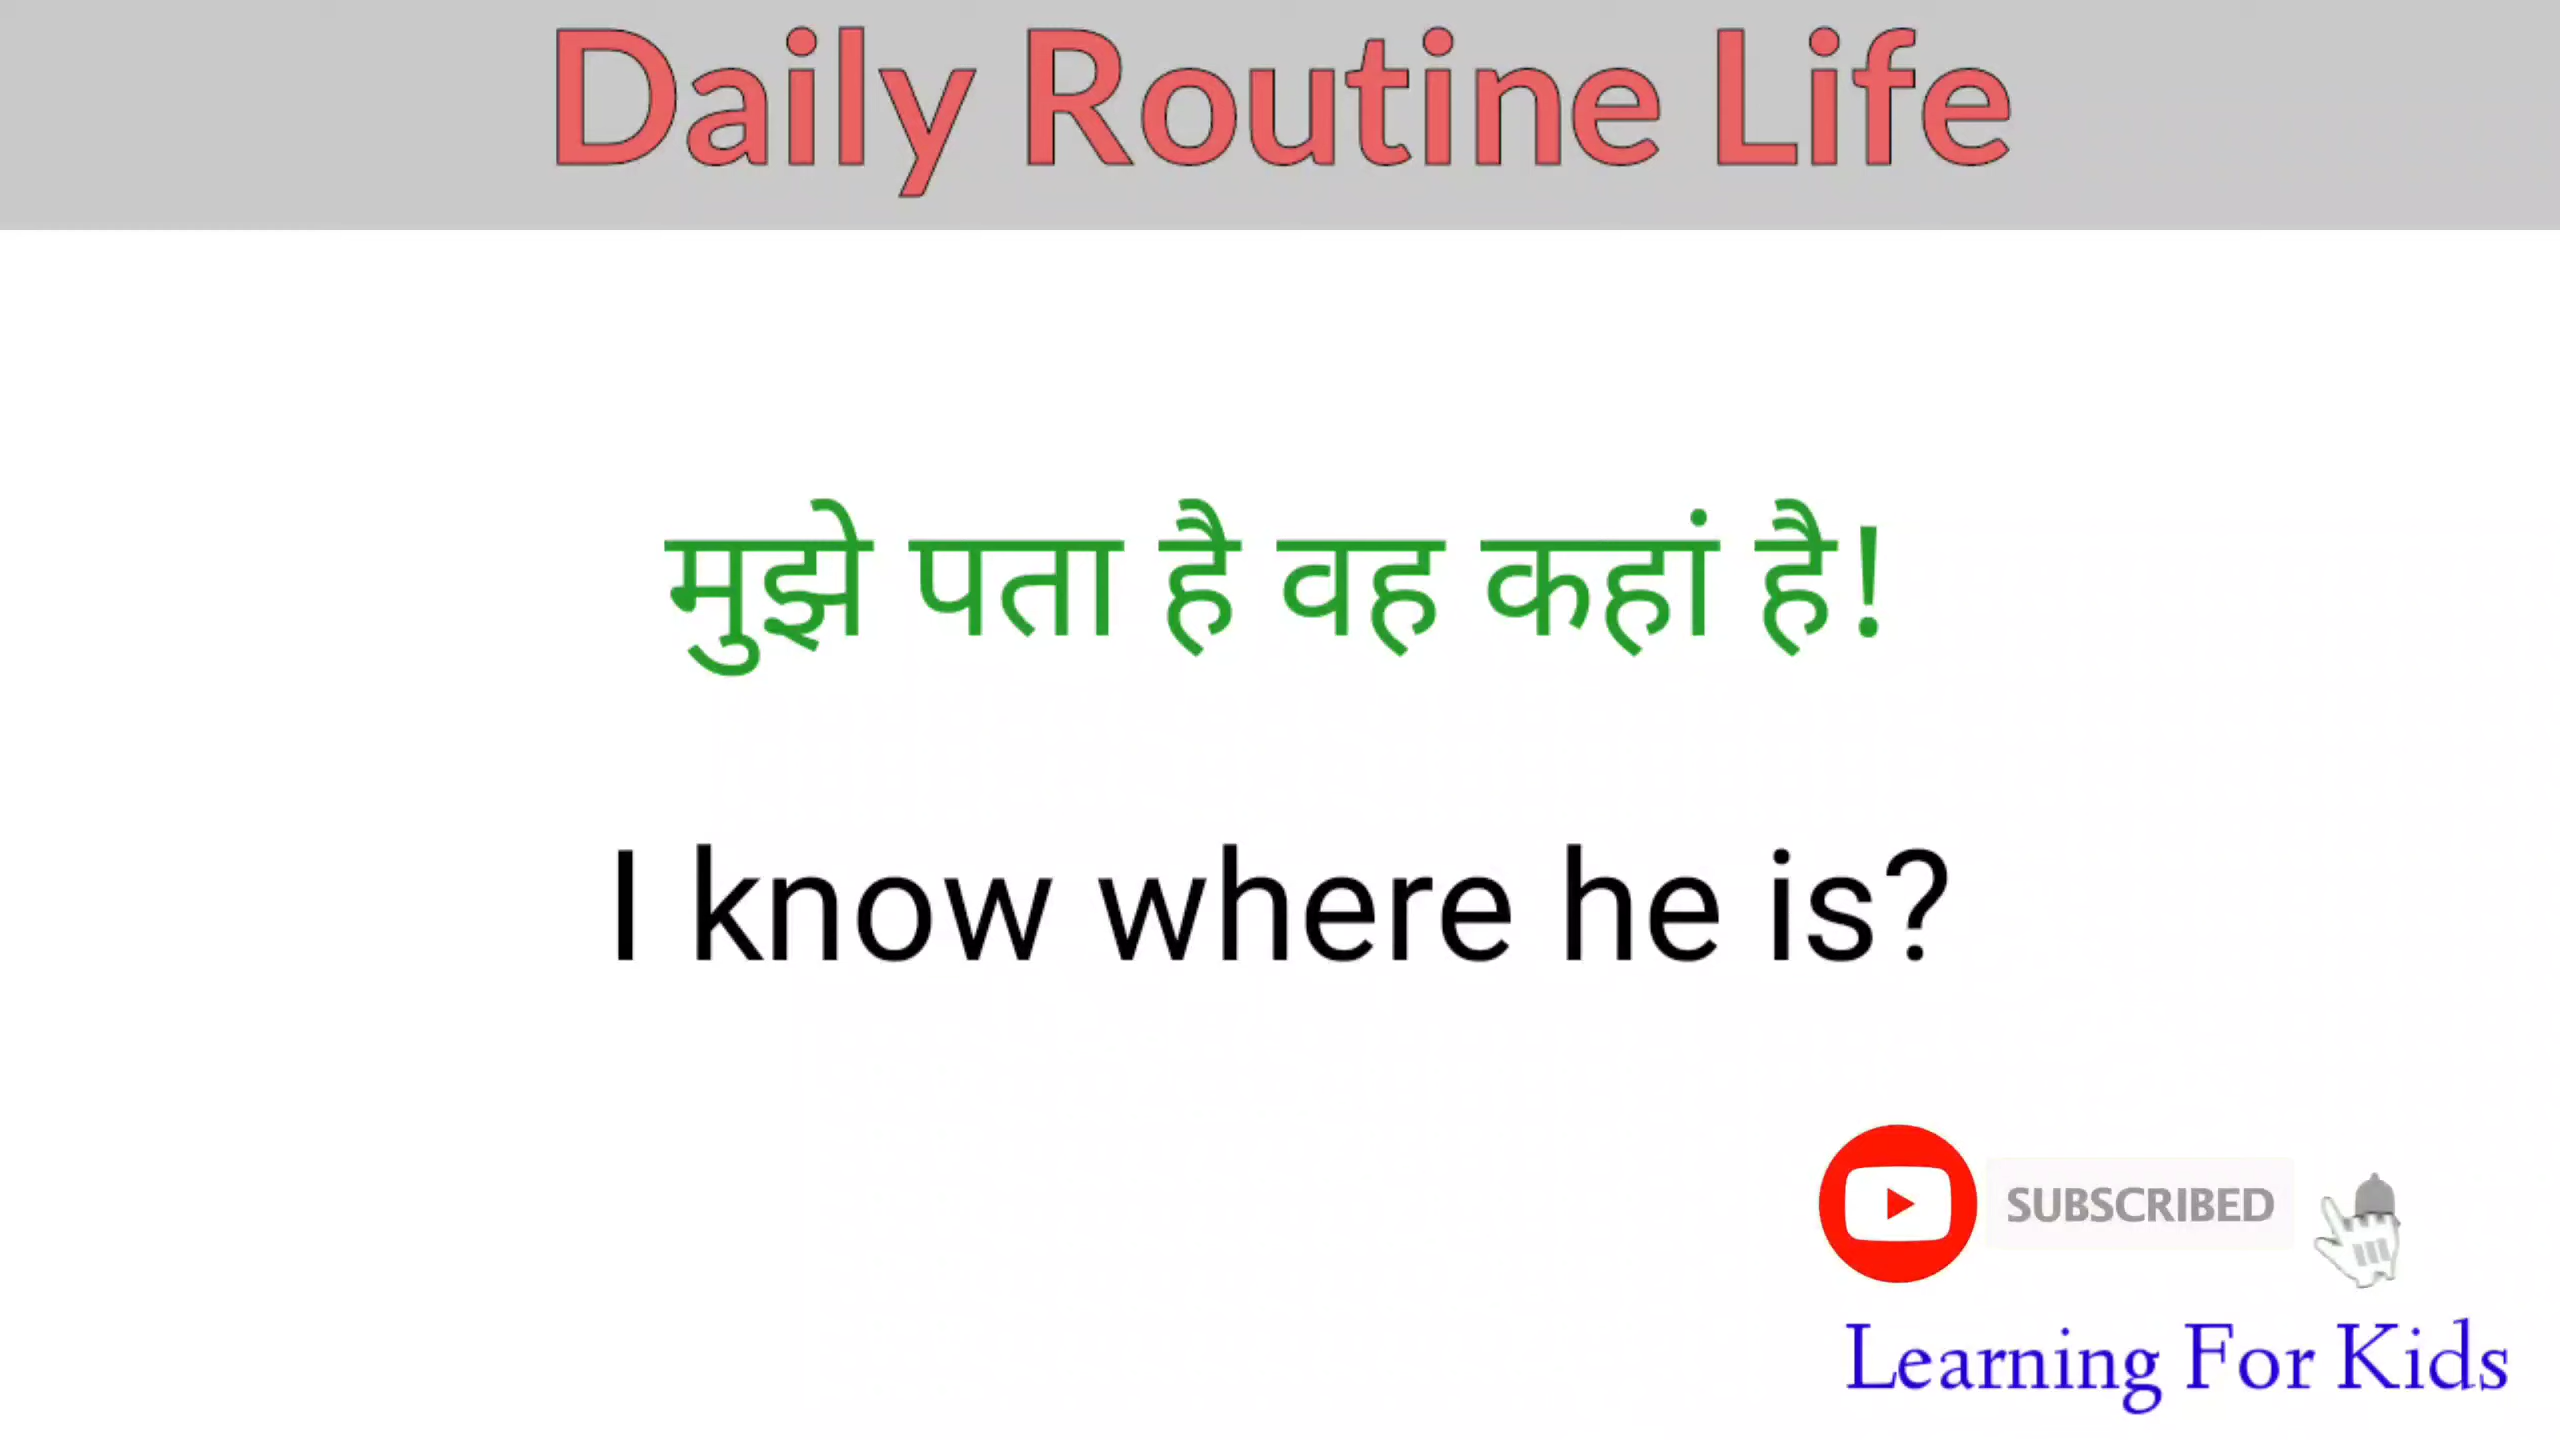 Daily Routine Life
मुझे पता है वह कहां है!
I know where he is?
SUBSCRIBED
Learning For Kids